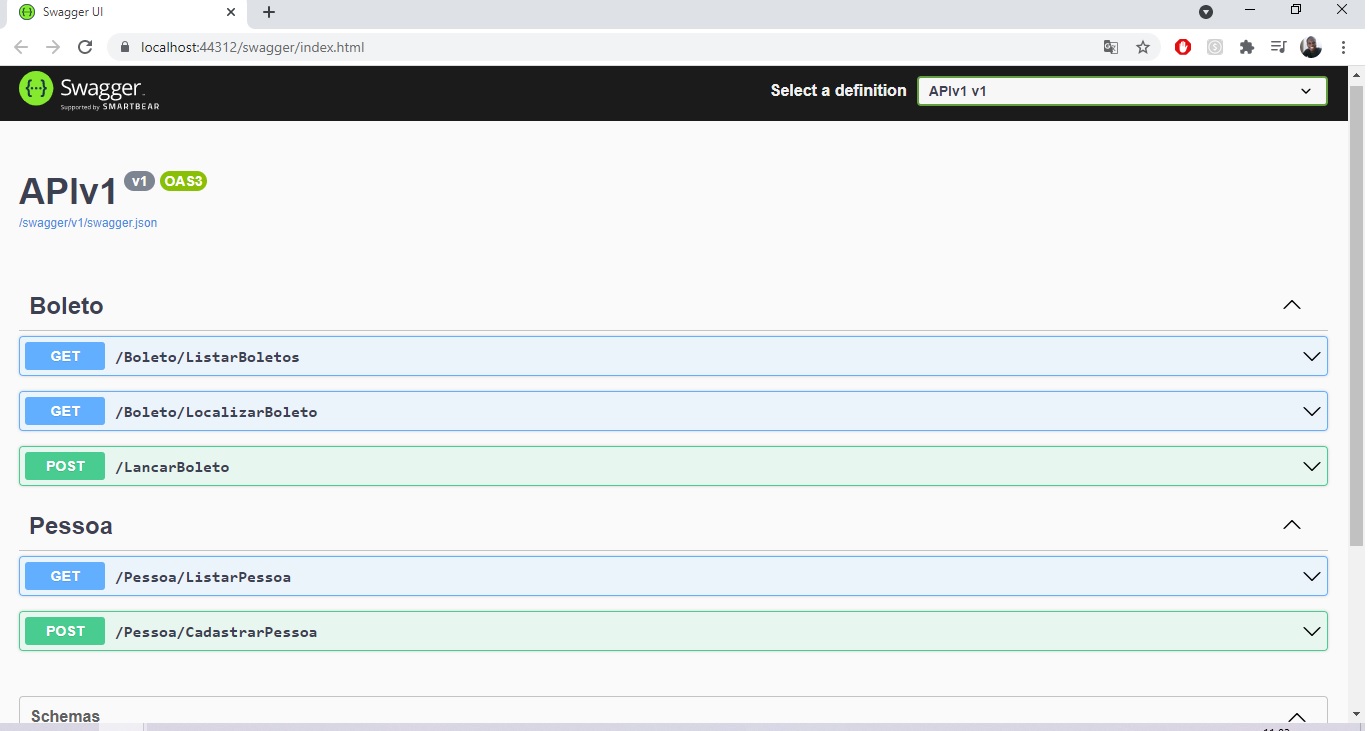 Swagger UI
localhost:44312/swagger/index.html
Swagger
Supported by SMARTBEAR
Select a definition
APIv1 v1
APIv1 v1 OAS3
/swagger/v1/swagger.json
Boleto
GET /Boleto/ListarBoletos
GET /Boleto/LocalizarBoleto
POST /LancarBoleto
Pessoa
GET /Pessoa/ListarPessoa
POST /Pessoa/CadastrarPessoa
Schemas